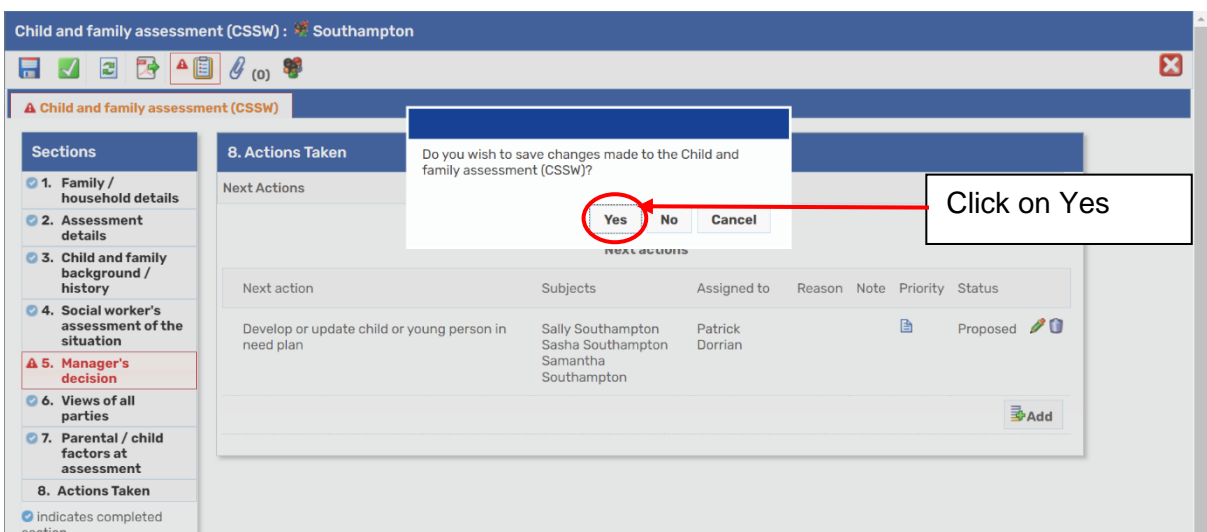 Child and family assessment (CSSW) : Southampton
(0)
Child and family assessment (CSSW)
Sections
1. Family /
household details
2. Assessment
details
3. Child and family
background /
history
4. Social worker's
assessment of the
situation
5. Manager's
decision
6. Views of all
parties
7. Parental / child
factors at
assessment
8. Actions Taken
indicates completed
section
8. Actions Taken
Next Actions
Do you wish to save changes made to the Child and
family assessment (CSSW)?
Yes No Cancel
Click on Yes
Next actions
Next action Subjects Assigned to Reason Note Priority Status
Develop or update child or young person in
need plan
Sally Southampton
Sasha Southampton
Samantha
Southampton
Patrick
Dorrian
Proposed
Add